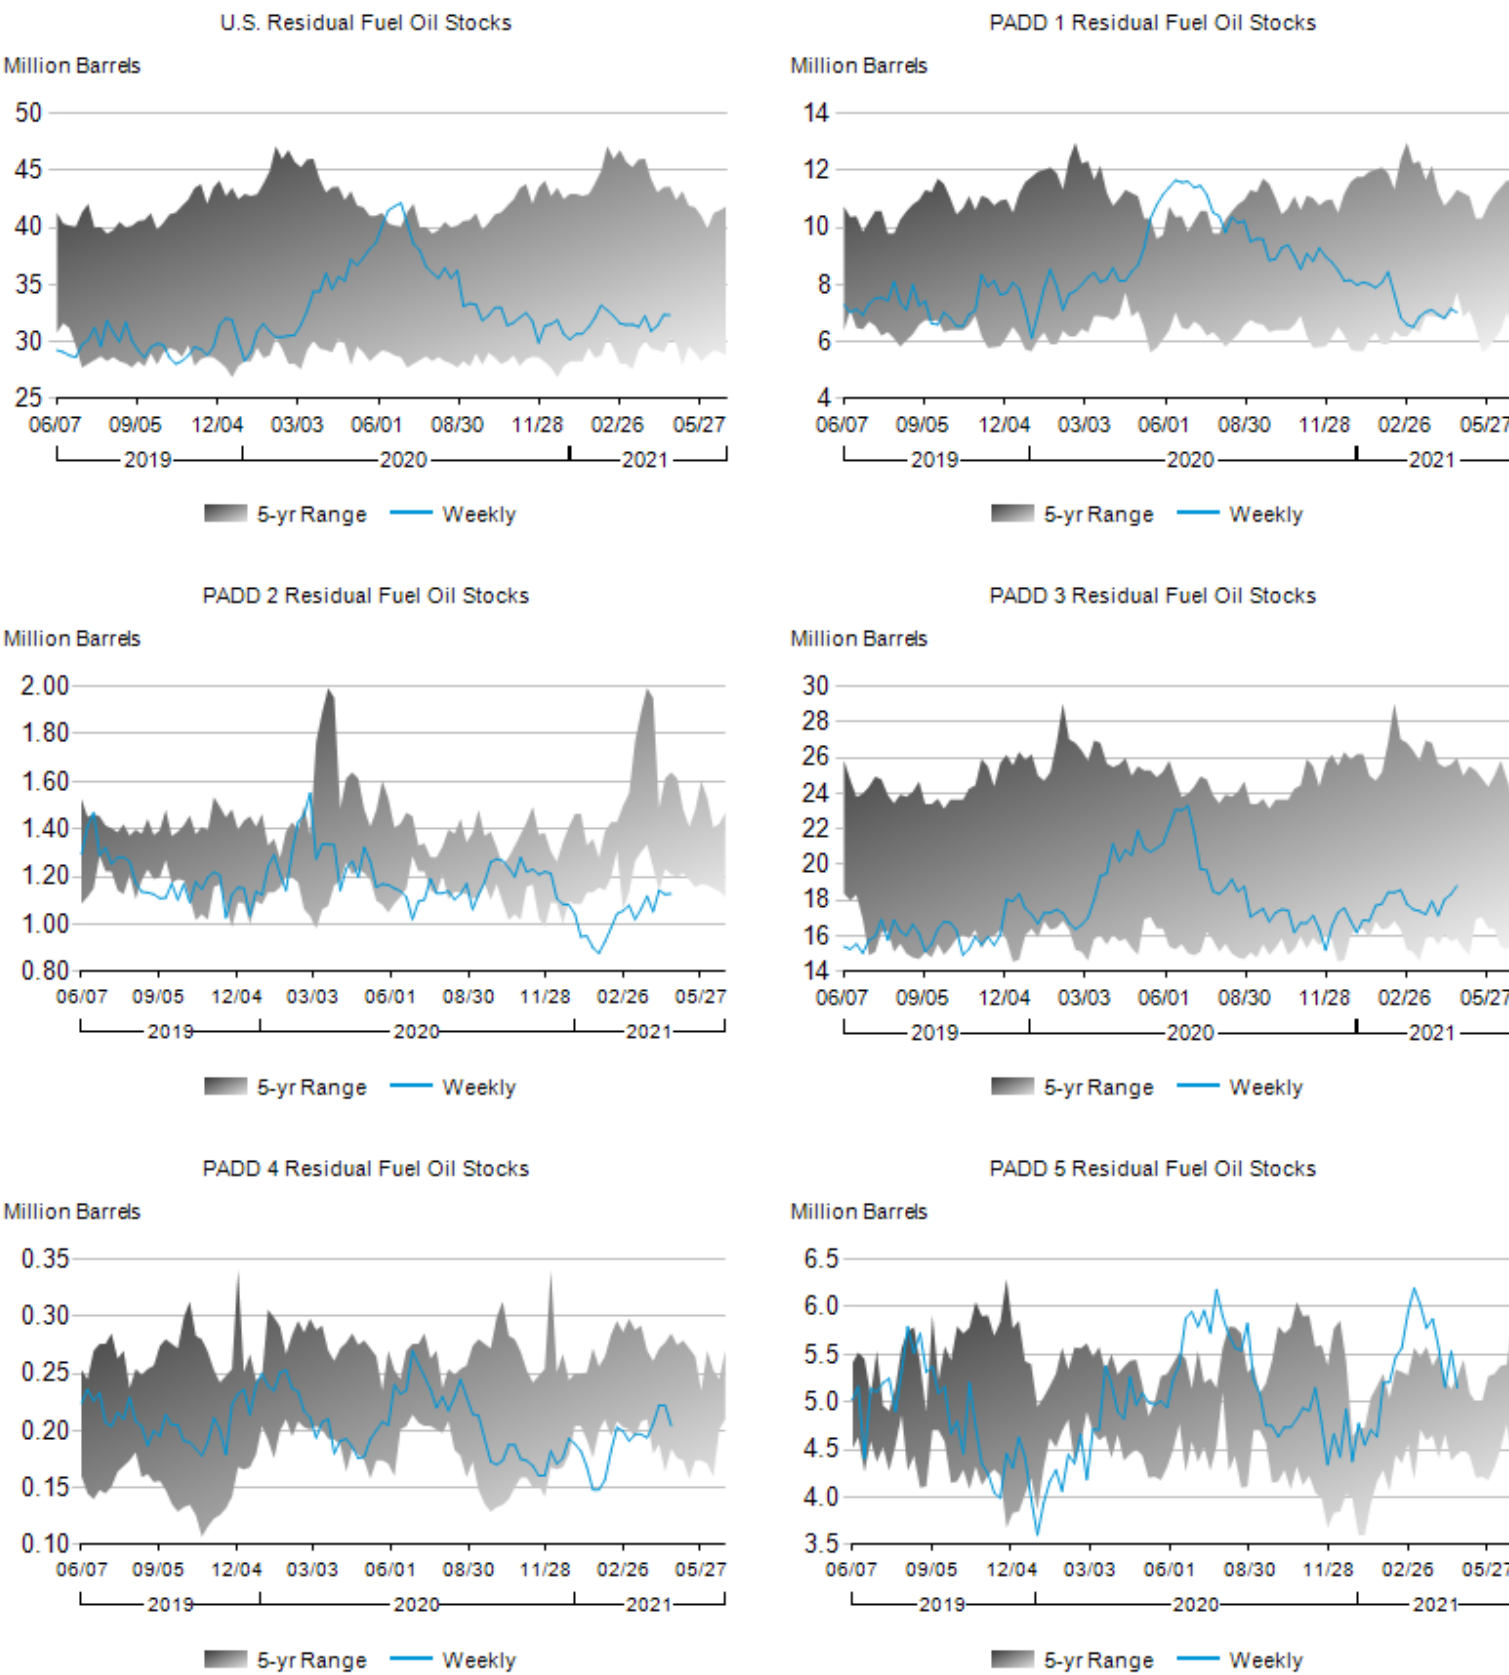 U.S. Residual Fuel Oil Stocks
Million Barrels
50
45
40
35
30
25
06/07 09/05 12/04 03/03 06/01 08/30 11/28 02/26 05/27
2019 2020 2021
5-yr Range Weekly
PADD 1 Residual Fuel Oil Stocks
Million Barrels
14
12
10
8
6
4
06/07 09/05 12/04 03/03 06/01 08/30 11/28 02/26 05/27
2019 2020 2021
5-yr Range Weekly
PADD 2 Residual Fuel Oil Stocks
Million Barrels
2.00
1.80
1.60
1.40
1.20
1.00
0.80
06/07 09/05 12/04 03/03 06/01 08/30 11/28 02/26 05/27
2019 2020 2021
5-yr Range Weekly
PADD 3 Residual Fuel Oil Stocks
Million Barrels
30
28
26
24
22
20
18
16
14
06/07 09/05 12/04 03/03 06/01 08/30 11/28 02/26 05/27
2019 2020 2021
5-yr Range Weekly
PADD 4 Residual Fuel Oil Stocks
Million Barrels
0.35
0.30
0.25
0.20
0.15
0.10
06/07 09/05 12/04 03/03 06/01 08/30 11/28 02/26 05/27
2019 2020 2021
5-yr Range Weekly
PADD 5 Residual Fuel Oil Stocks
Million Barrels
6.5
6.0
5.5
5.0
4.5
4.0
3.5
06/07 09/05 12/04 03/03 06/01 08/30 11/28 02/26 05/27
2019 2020 2021
5-yr Range Weekly